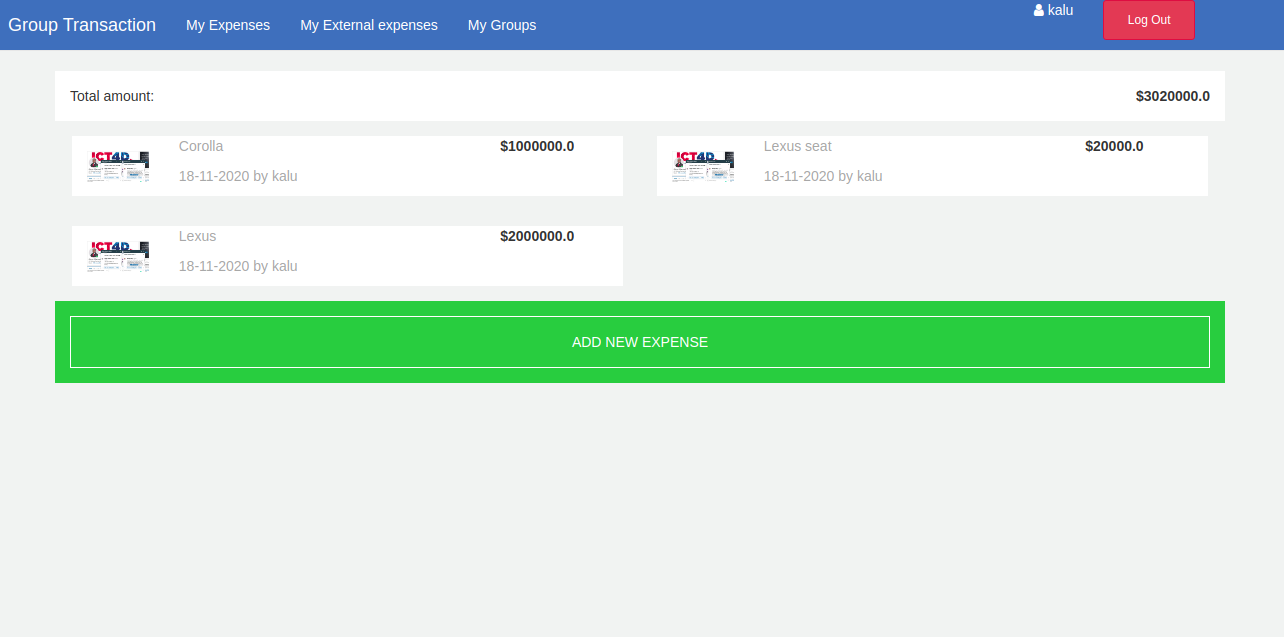 Group Transaction My Expenses My External expenses My Groups kalu Log Out
Total amount: $3020000.0
Corolla $1000000.0
18-11-2020 by kalu
Lexus seat $20000.0
18-11-2020 by kalu
Lexus $2000000.0
18-11-2020 by kalu
ICT4D
ICT4D
ICT4D
ADD NEW EXPENSE